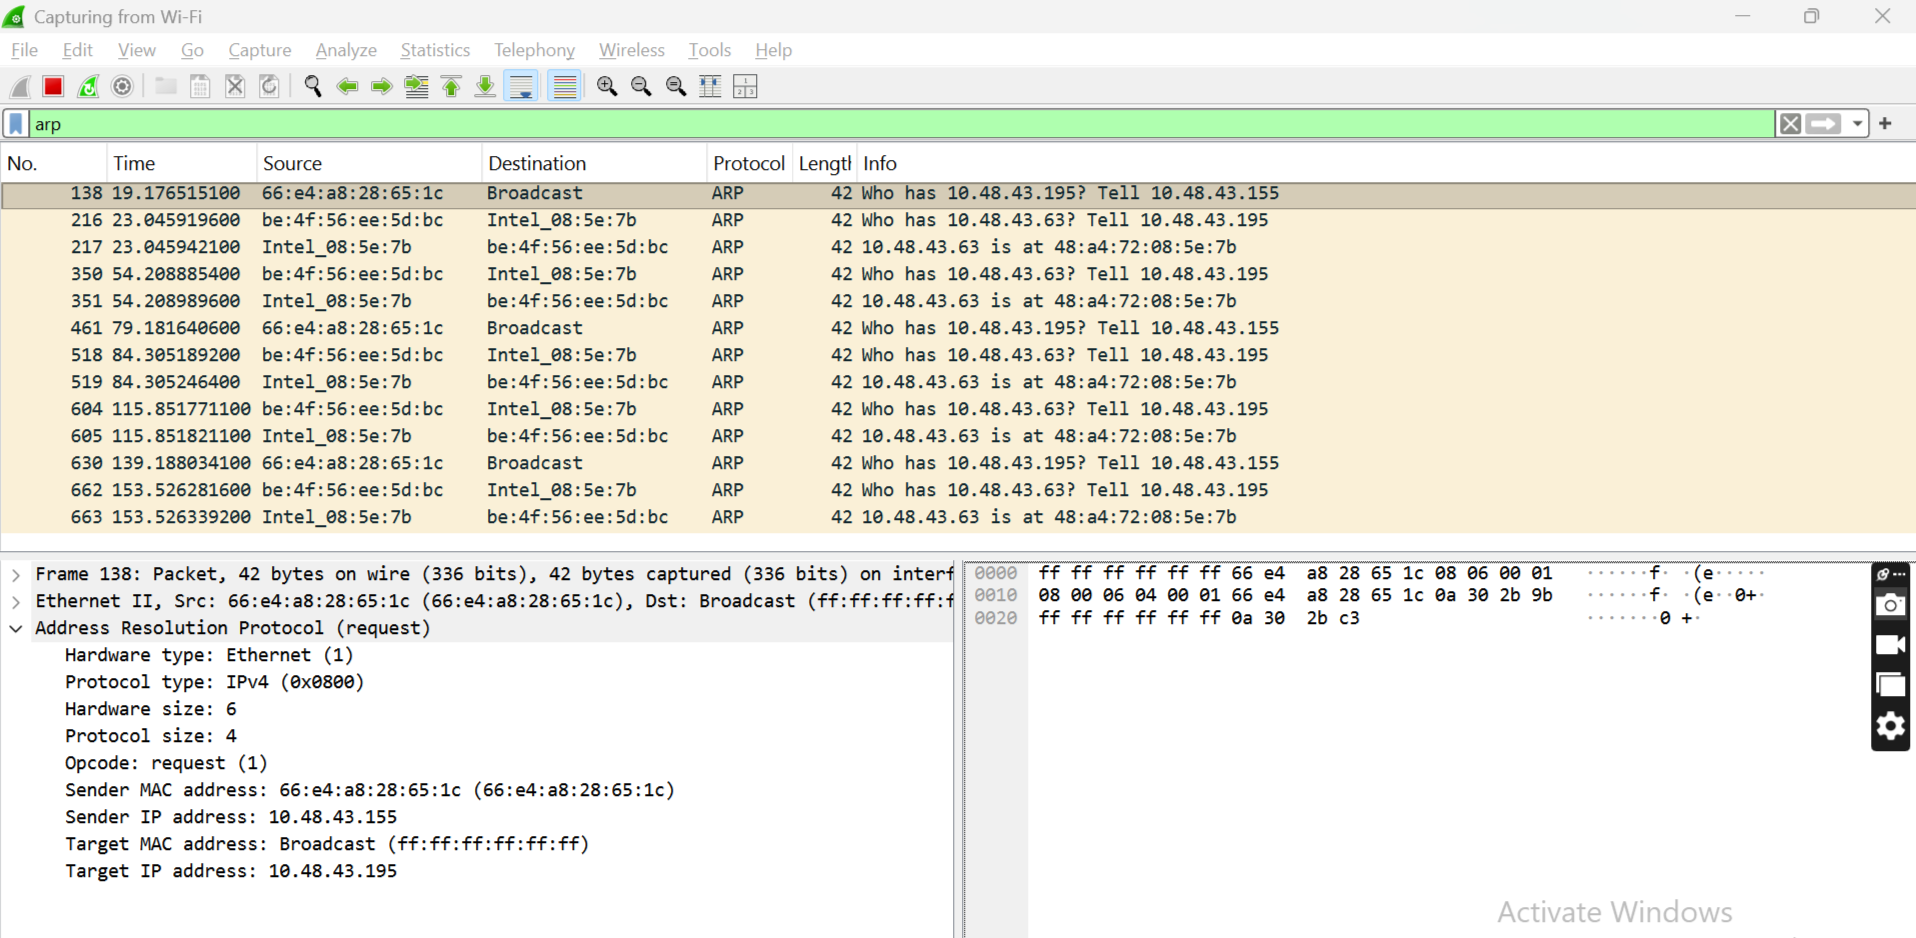 Capturing from Wi-Fi
File Edit View Go Capture Analyze Statistics Telephony Wireless Tools Help
arp
No. Time Source Destination Protocol Length Info
138 19.176515100 66:e4:a8:28:65:1c Broadcast ARP 42 Who has 10.48.43.195? Tell 10.48.43.155
216 23.045919600 be:4f:56:ee:5d:bc Intel_08:5e:7b ARP 42 Who has 10.48.43.63? Tell 10.48.43.195
217 23.045942100 Intel_08:5e:7b be:4f:56:ee:5d:bc ARP 42 10.48.43.63 is at 48:a4:72:08:5e:7b
350 54.208885400 be:4f:56:ee:5d:bc Intel_08:5e:7b ARP 42 Who has 10.48.43.63? Tell 10.48.43.195
351 54.208989600 Intel_08:5e:7b be:4f:56:ee:5d:bc ARP 42 10.48.43.63 is at 48:a4:72:08:5e:7b
461 79.181640600 66:e4:a8:28:65:1c Broadcast ARP 42 Who has 10.48.43.195? Tell 10.48.43.155
518 84.305189200 be:4f:56:ee:5d:bc Intel_08:5e:7b ARP 42 Who has 10.48.43.63? Tell 10.48.43.195
519 84.305246400 Intel_08:5e:7b be:4f:56:ee:5d:bc ARP 42 10.48.43.63 is at 48:a4:72:08:5e:7b
604 115.851771100 be:4f:56:ee:5d:bc Intel_08:5e:7b ARP 42 Who has 10.48.43.63? Tell 10.48.43.195
605 115.851821100 Intel_08:5e:7b be:4f:56:ee:5d:bc ARP 42 10.48.43.63 is at 48:a4:72:08:5e:7b
630 139.188034100 66:e4:a8:28:65:1c Broadcast ARP 42 Who has 10.48.43.195? Tell 10.48.43.155
662 153.526281600 be:4f:56:ee:5d:bc Intel_08:5e:7b ARP 42 Who has 10.48.43.63? Tell 10.48.43.195
663 153.526339200 Intel_08:5e:7b be:4f:56:ee:5d:bc ARP 42 10.48.43.63 is at 48:a4:72:08:5e:7b
Frame 138: Packet, 42 bytes on wire (336 bits), 42 bytes captured (336 bits) on interf
Ethernet II, Src: 66:e4:a8:28:65:1c (66:e4:a8:28:65:1c), Dst: Broadcast (ff:ff:ff:ff:f
Address Resolution Protocol (request)
Hardware type: Ethernet (1)
Protocol type: IPv4 (0x0800)
Hardware size: 6
Protocol size: 4
Opcode: request (1)
Sender MAC address: 66:e4:a8:28:65:1c (66:e4:a8:28:65:1c)
Sender IP address: 10.48.43.155
Target MAC address: Broadcast (ff:ff:ff:ff:ff:ff)
Target IP address: 10.48.43.195
0000 ff ff ff ff ff ff 66 e4 a8 28 65 1c 08 06 00 01 ······f· ·(e·····
0010 08 00 06 04 00 01 66 e4 a8 28 65 1c 0a 30 2b 9b ······f· ·(e··0+·
0020 ff ff ff ff ff ff 0a 30 2b c3 ·······0 +·
Activate Windows